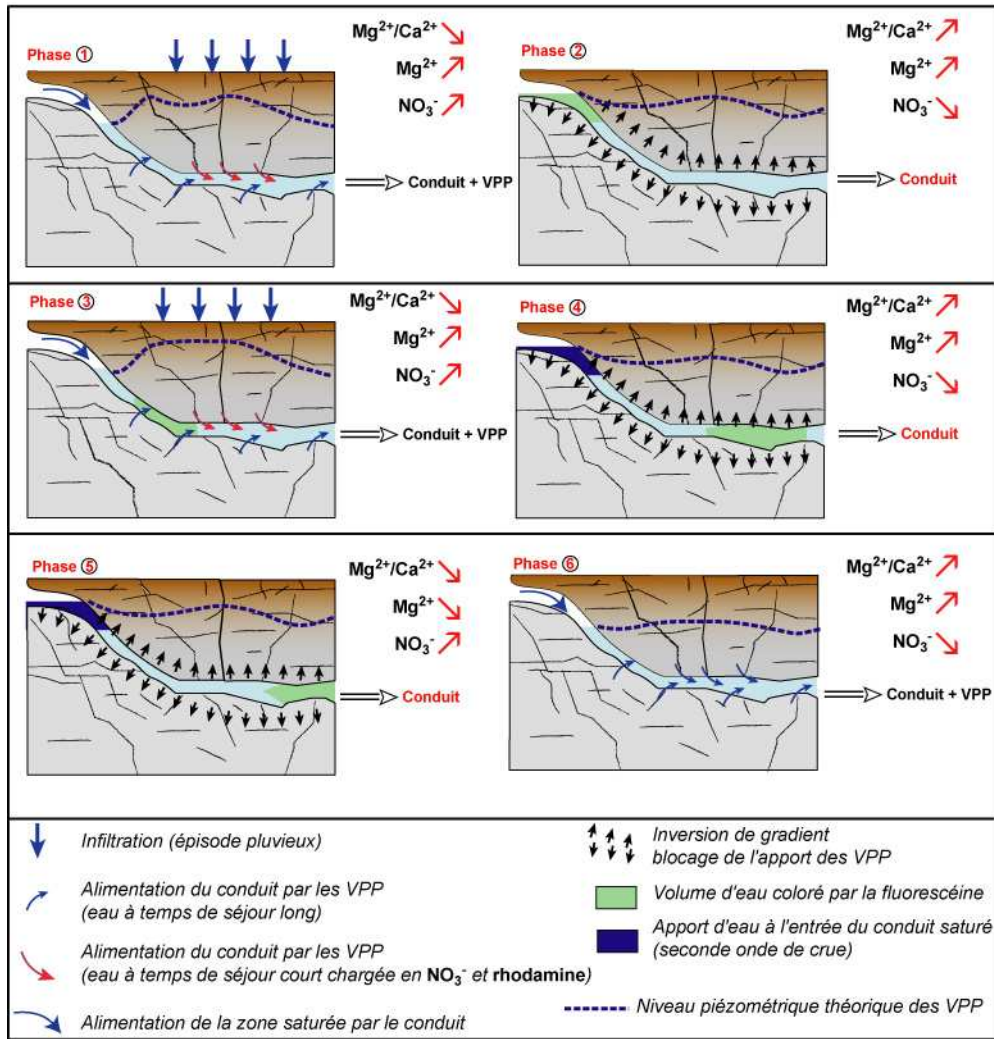 Phase ①
Mg²⁺/Ca²⁺
Mg²⁺
NO₃⁻
Conduit + VPP
Phase ②
Mg²⁺/Ca²⁺
Mg²⁺
NO₃⁻
Conduit
Phase ③
Mg²⁺/Ca²⁺
Mg²⁺
NO₃⁻
Conduit + VPP
Phase ④
Mg²⁺/Ca²⁺
Mg²⁺
NO₃⁻
Conduit
Phase ⑤
Mg²⁺/Ca²⁺
Mg²⁺
NO₃⁻
Conduit
Phase ⑥
Mg²⁺/Ca²⁺
Mg²⁺
NO₃⁻
Conduit + VPP
Infiltration (épisode pluvieux)
Alimentation du conduit par les VPP
(eau à temps de séjour long)
Alimentation du conduit par les VPP
(eau à temps de séjour court chargée en NO₃⁻ et rhodamine)
Alimentation de la zone saturée par le conduit
Inversion de gradient
blocage de l'apport des VPP
Volume d'eau coloré par la fluorescéine
Apport d'eau à l'entrée du conduit saturé
(seconde onde de crue)
Niveau piézométrique théorique des VPP